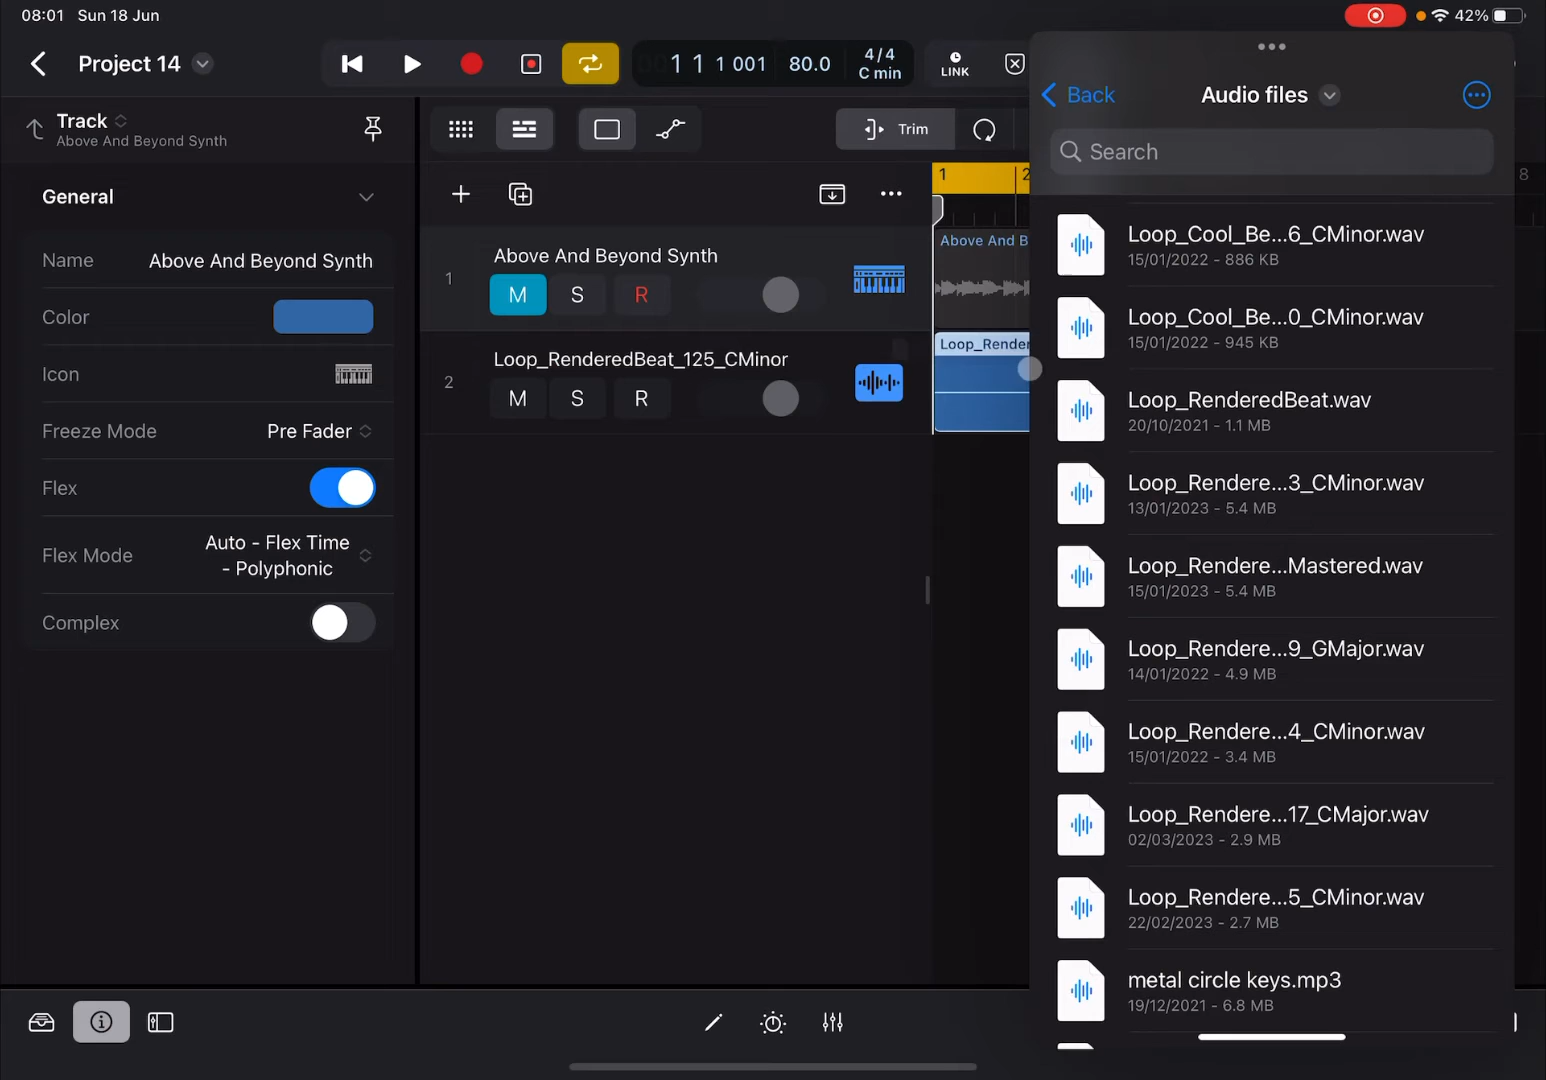 08:01 Sun 18 Jun
42%
Project 14
1 1 1 001
80.0
4/4
C min
LINK
Track
Above And Beyond Synth
General
Name Above And Beyond Synth
Color
Icon
Freeze Mode Pre Fader
Flex
Flex Mode Auto - Flex Time
- Polyphonic
Complex
Trim
1 2
8
1 Above And Beyond Synth
M S R
Above And B
2 Loop_RenderedBeat_125_CMinor
M S R
Loop_Render
Back Audio files
Search
Loop_Cool_Be...6_CMinor.wav
15/01/2022 - 886 KB
Loop_Cool_Be...0_CMinor.wav
15/01/2022 - 945 KB
Loop_RenderedBeat.wav
20/10/2021 - 1.1 MB
Loop_Rendere...3_CMinor.wav
13/01/2023 - 5.4 MB
Loop_Rendere...Mastered.wav
15/01/2023 - 5.4 MB
Loop_Rendere...9_GMajor.wav
14/01/2022 - 4.9 MB
Loop_Rendere...4_CMinor.wav
15/01/2022 - 3.4 MB
Loop_Rendere...17_CMajor.wav
02/03/2023 - 2.9 MB
Loop_Rendere...5_CMinor.wav
22/02/2023 - 2.7 MB
metal circle keys.mp3
19/12/2021 - 6.8 MB